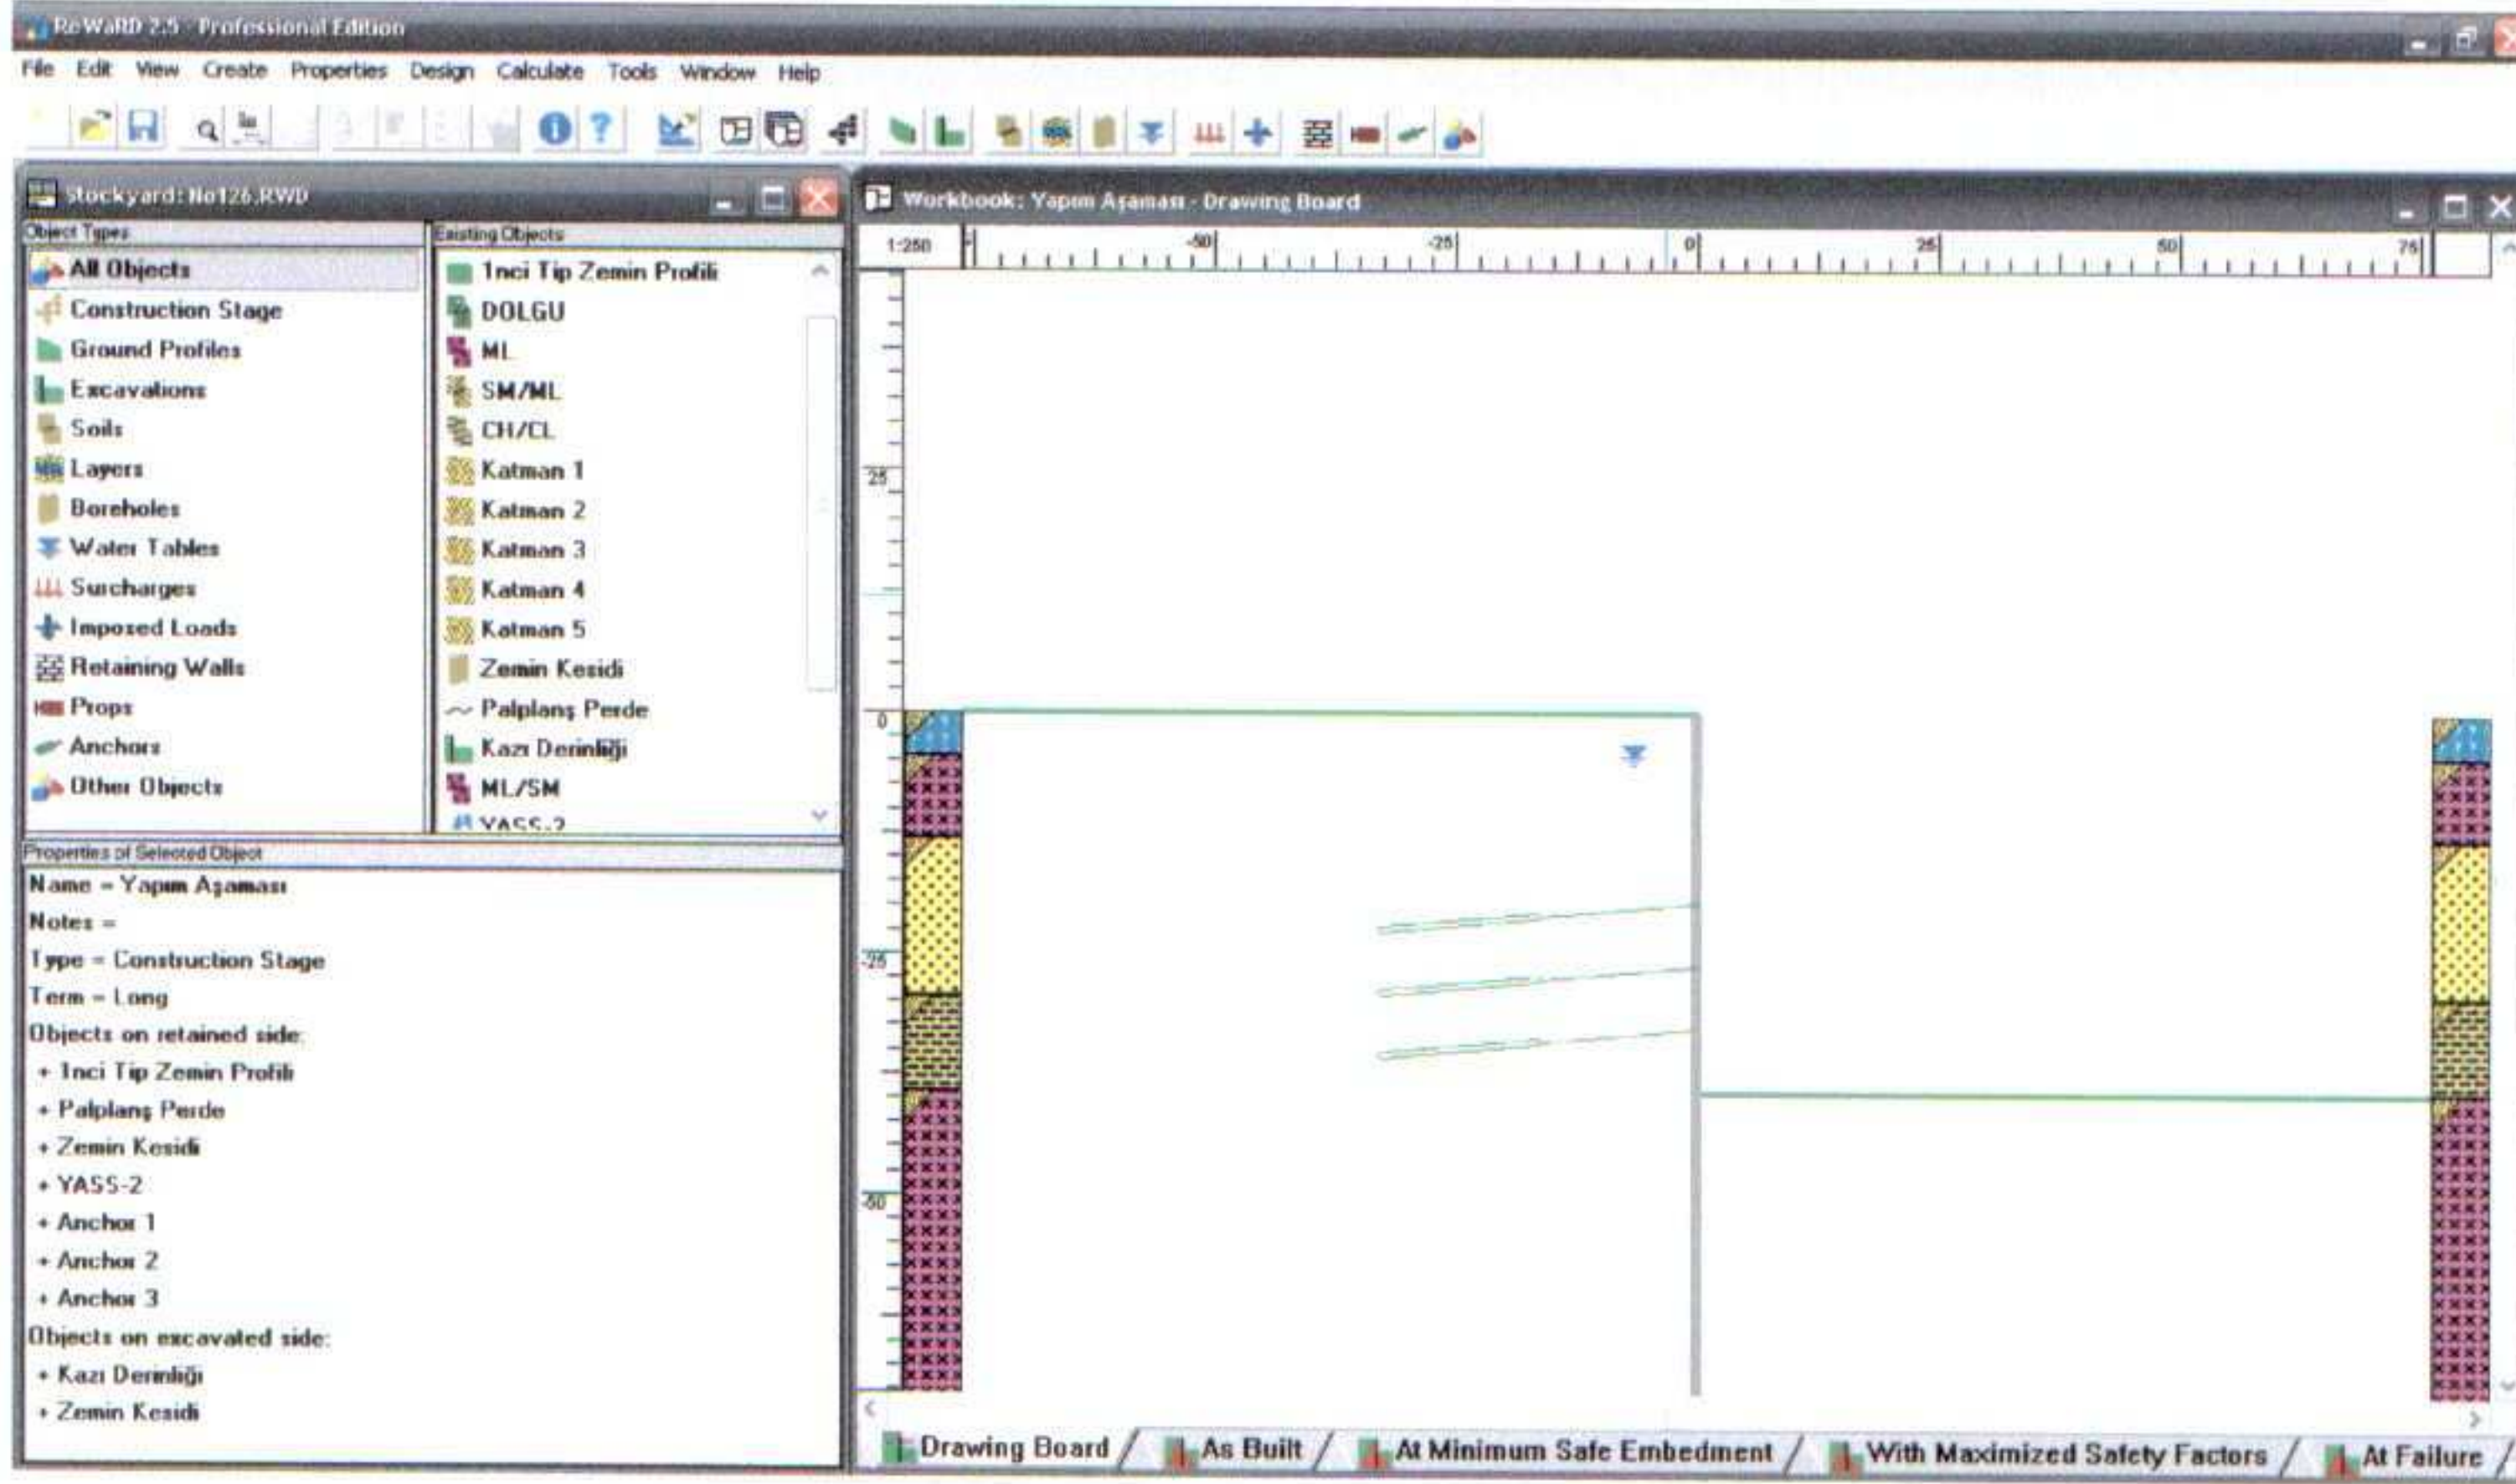 ReWaRD 2.5 - Professional Edition
File Edit View Create Properties Design Calculate Tools Window Help
Stockyard: No126.RWD
Object Types
All Objects
Construction Stage
Ground Profiles
Excavations
Soils
Layers
Boreholes
Water Tables
Surcharges
Imposed Loads
Retaining Walls
Props
Anchors
Other Objects
Existing Objects
1nci Tip Zemin Profili
DOLGU
ML
SM/ML
CH/CL
Katman 1
Katman 2
Katman 3
Katman 4
Katman 5
Zemin Kesidi
Palplanş Perde
Kazı Derinliği
ML/SM
YASS-2
Properties of Selected Object
Name = Yapım Aşaması
Notes =
Type = Construction Stage
Term = Long
Objects on retained side:
+ 1nci Tip Zemin Profili
+ Palplanş Perde
+ Zemin Kesidi
+ YASS-2
+ Anchor 1
+ Anchor 2
+ Anchor 3
Objects on excavated side:
+ Kazı Derinliği
+ Zemin Kesidi
Workbook: Yapım Aşaması - Drawing Board
1:250 -50 -25 0 25 50 75
25
0
-25
-50
Drawing Board As Built At Minimum Safe Embedment With Maximized Safety Factors At Failure